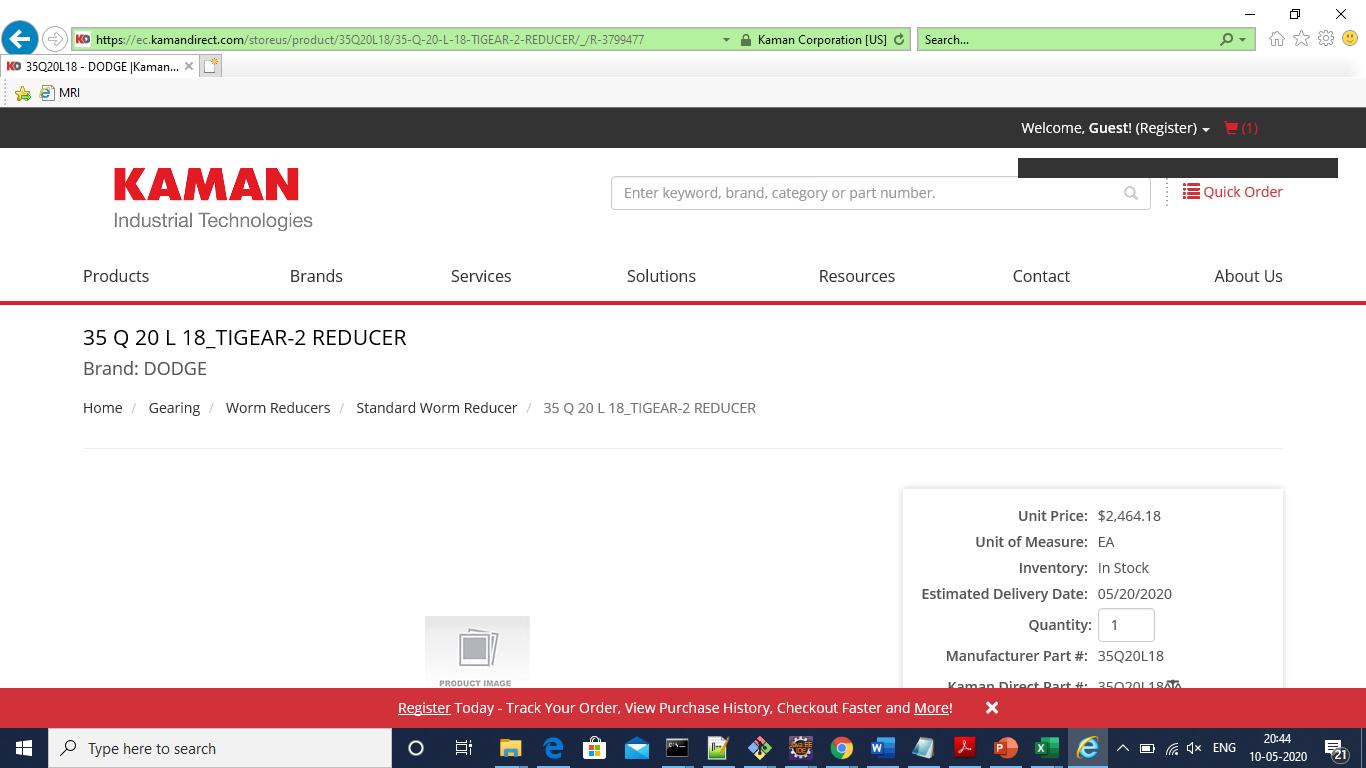 https://ec.kamandirect.com/storeus/product/35Q20L18/35-Q-20-L-18-TIGEAR-2-REDUCER/_/R-3799477
Kaman Corporation [US]
Search...
35Q20L18 - DODGE |Kaman...
MRI
Welcome, Guest! (Register)
(1)
KAMAN
Industrial Technologies
Enter keyword, brand, category or part number.
Quick Order
Products Brands Services Solutions Resources Contact About Us
35 Q 20 L 18_TIGEAR-2 REDUCER
Brand: DODGE
Home / Gearing / Worm Reducers / Standard Worm Reducer / 35 Q 20 L 18_TIGEAR-2 REDUCER
Unit Price: $2,464.18
Unit of Measure: EA
Inventory: In Stock
Estimated Delivery Date: 05/20/2020
Quantity: 1
Manufacturer Part #: 35Q20L18
Kaman Direct Part #: 35Q20L18
PRODUCT IMAGE
Register Today - Track Your Order, View Purchase History, Checkout Faster and More!
Type here to search
ENG
20:44
10-05-2020
21